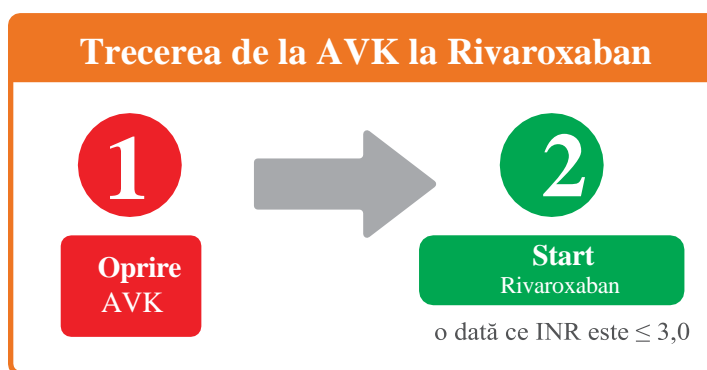 Trecerea de la AVK la Rivaroxaban
1
2
Oprire
AVK
Start
Rivaroxaban
o dată ce INR este ≤ 3,0